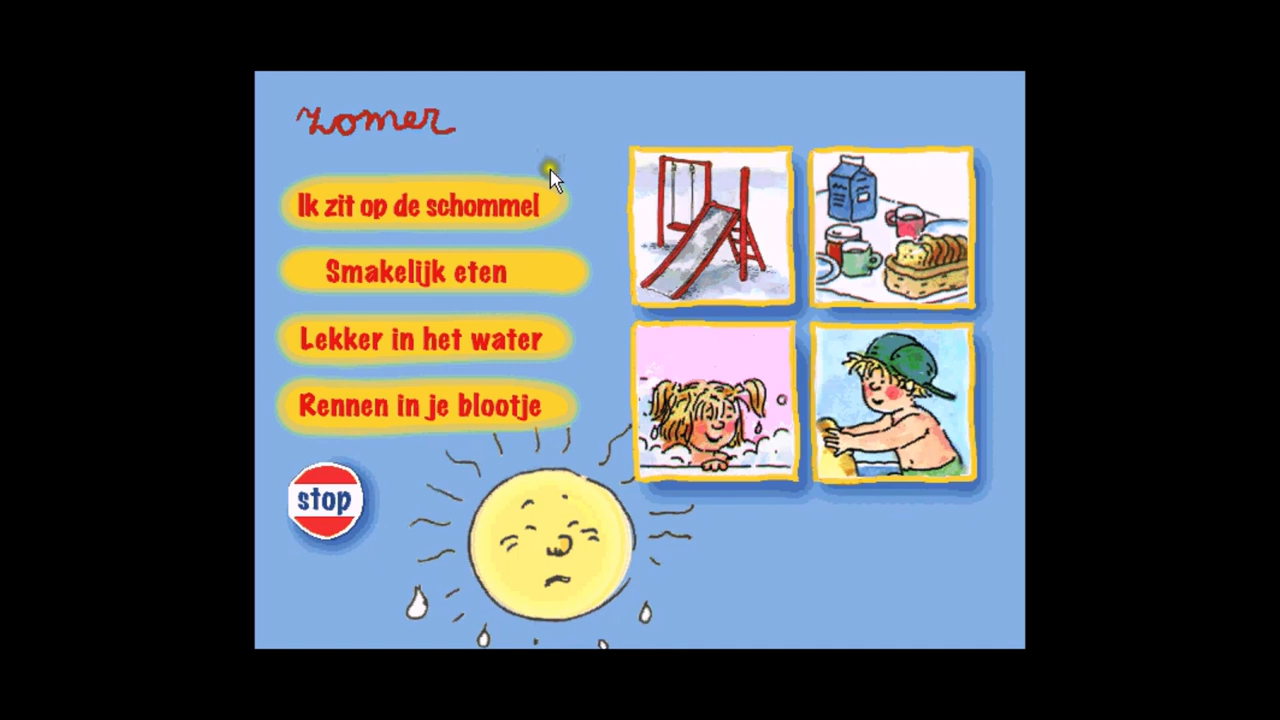 zomer
Ik zit op de schommel
Smakelijk eten
Lekker in het water
Rennen in je blootje
stop